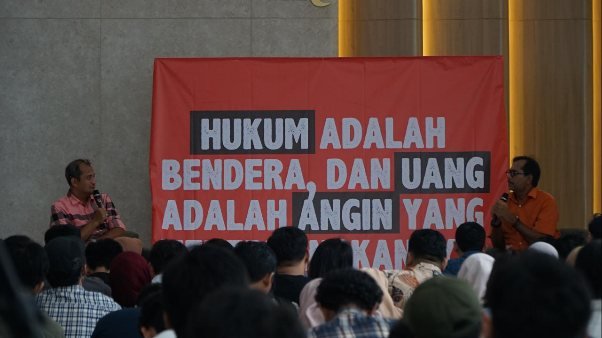 HUKUM ADALAH
BENDERA, DAN UANG
ADALAH ANGIN YANG